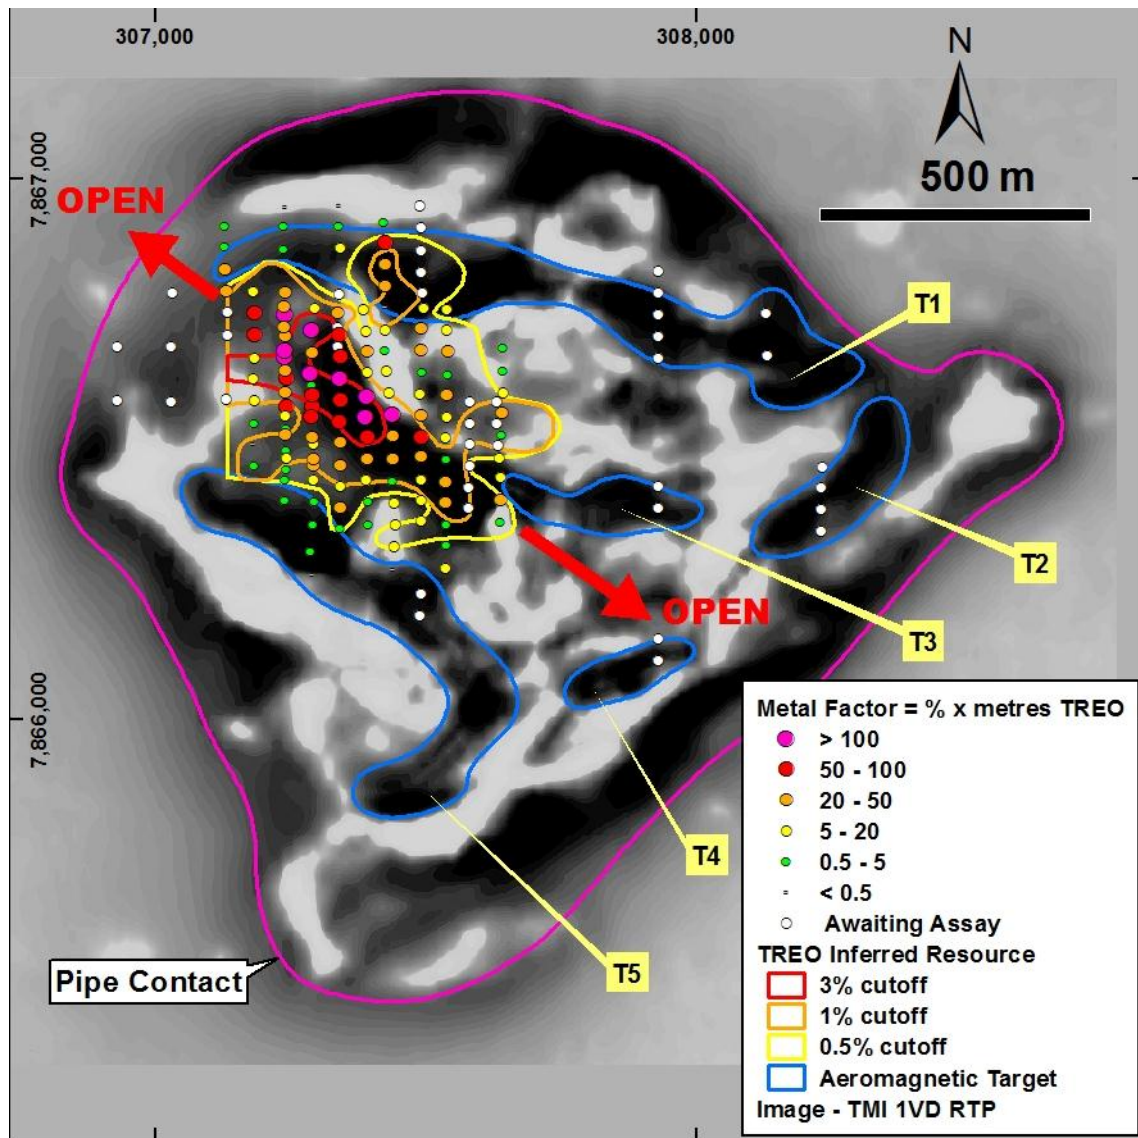 307,000
308,000
N
7,867,000
500 m
OPEN
T1
T2
OPEN
T3
7,866,000
T4
T5
Pipe Contact
Metal Factor = % x metres TREO
> 100
50 - 100
20 - 50
5 - 20
0.5 - 5
< 0.5
Awaiting Assay
TREO Inferred Resource
3% cutoff
1% cutoff
0.5% cutoff
Aeromagnetic Target
Image - TMI 1VD RTP